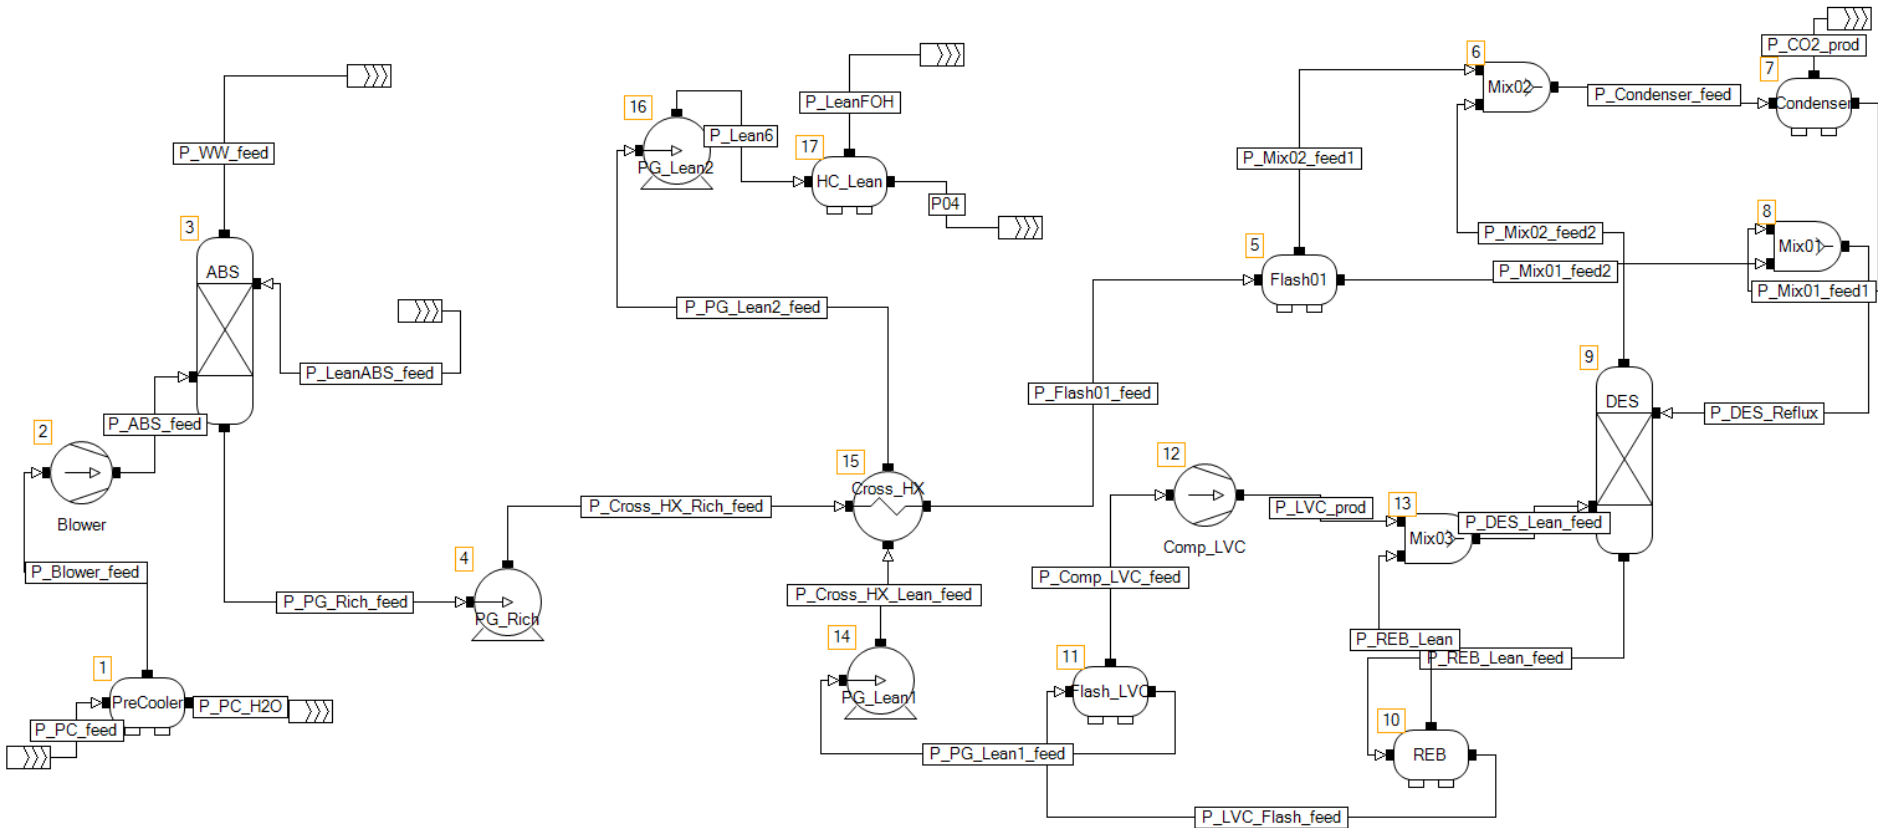 P_CO2_prod
6
7
Mix02
P_Condenser_feed
Condenser
16
P_LeanFOH
P_Lean6
17
PG_Lean2
HC_Lean
P04
P_WW_feed
P_Mix02_feed1
3
ABS
5
Flash01
P_Mix02_feed2
8
Mix01
P_Mix01_feed2
P_Mix01_feed1
P_PG_Lean2_feed
P_LeanABS_feed
P_Flash01_feed
9
DES
P_DES_Reflux
2
P_ABS_feed
Blower
15
Cross_HX
P_Cross_HX_Rich_feed
12
Comp_LVC
P_LVC_prod
13
Mix03
P_DES_Lean_feed
P_Blower_feed
4
P_PG_Rich_feed
PG_Rich
P_Cross_HX_Lean_feed
P_Comp_LVC_feed
14
PG_Lean1
11
Flash_LVC
P_REB_Lean
P_REB_Lean_feed
1
PreCooler
P_PC_H2O
P_PC_feed
10
REB
P_PG_Lean1_feed
P_LVC_Flash_feed